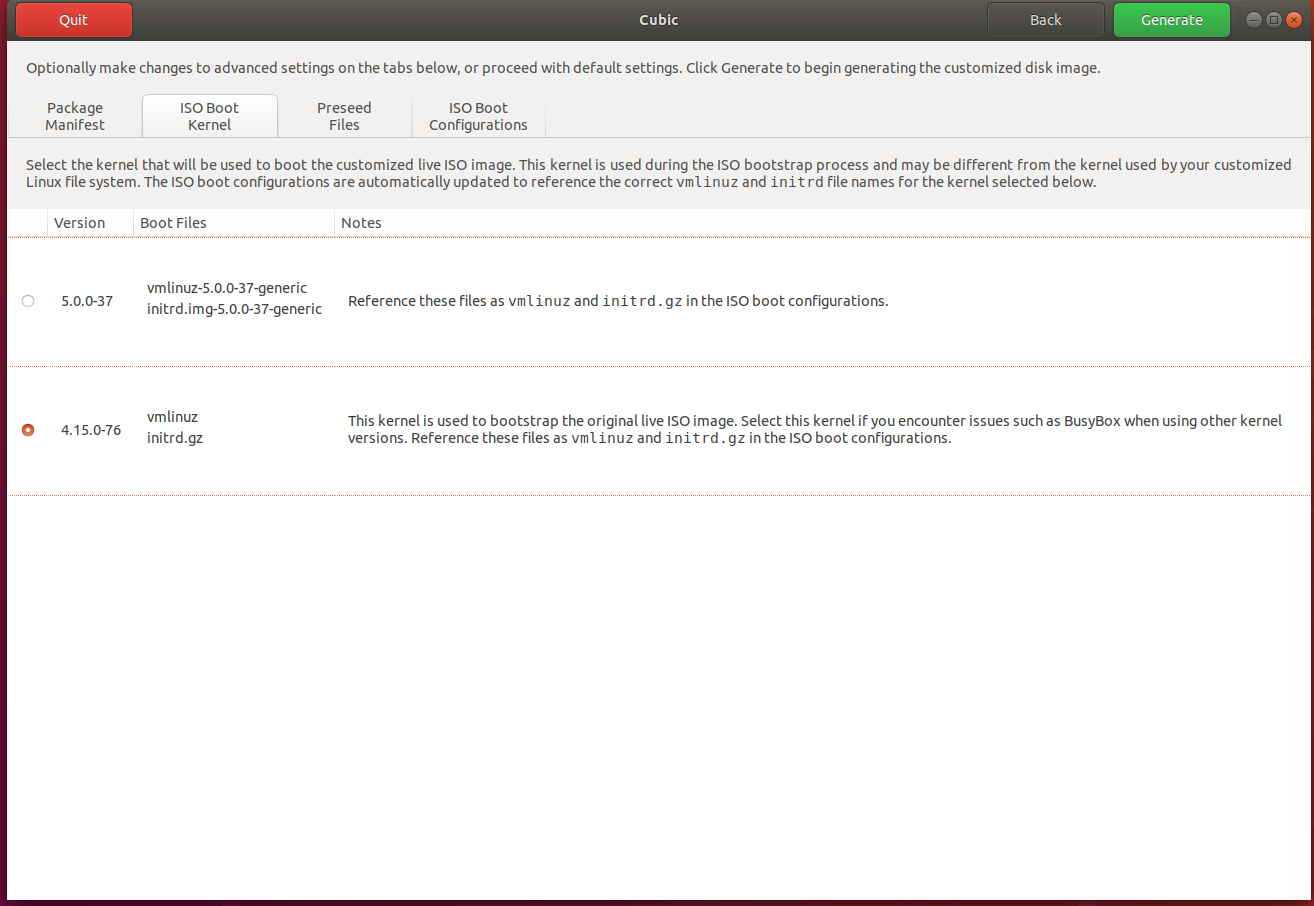 Quit
Cubic
Back
Generate
Optionally make changes to advanced settings on the tabs below, or proceed with default settings. Click Generate to begin generating the customized disk image.
Package
Manifest
ISO Boot
Kernel
Preseed
Files
ISO Boot
Configurations
Select the kernel that will be used to boot the customized live ISO image. This kernel is used during the ISO bootstrap process and may be different from the kernel used by your customized
Linux file system. The ISO boot configurations are automatically updated to reference the correct vmlinuz and initrd file names for the kernel selected below.
Version
Boot Files
Notes
5.0.0-37
vmlinuz-5.0.0-37-generic
initrd.img-5.0.0-37-generic
Reference these files as vmlinuz and initrd.gz in the ISO boot configurations.
4.15.0-76
vmlinuz
initrd.gz
This kernel is used to bootstrap the original live ISO image. Select this kernel if you encounter issues such as BusyBox when using other kernel
versions. Reference these files as vmlinuz and initrd.gz in the ISO boot configurations.